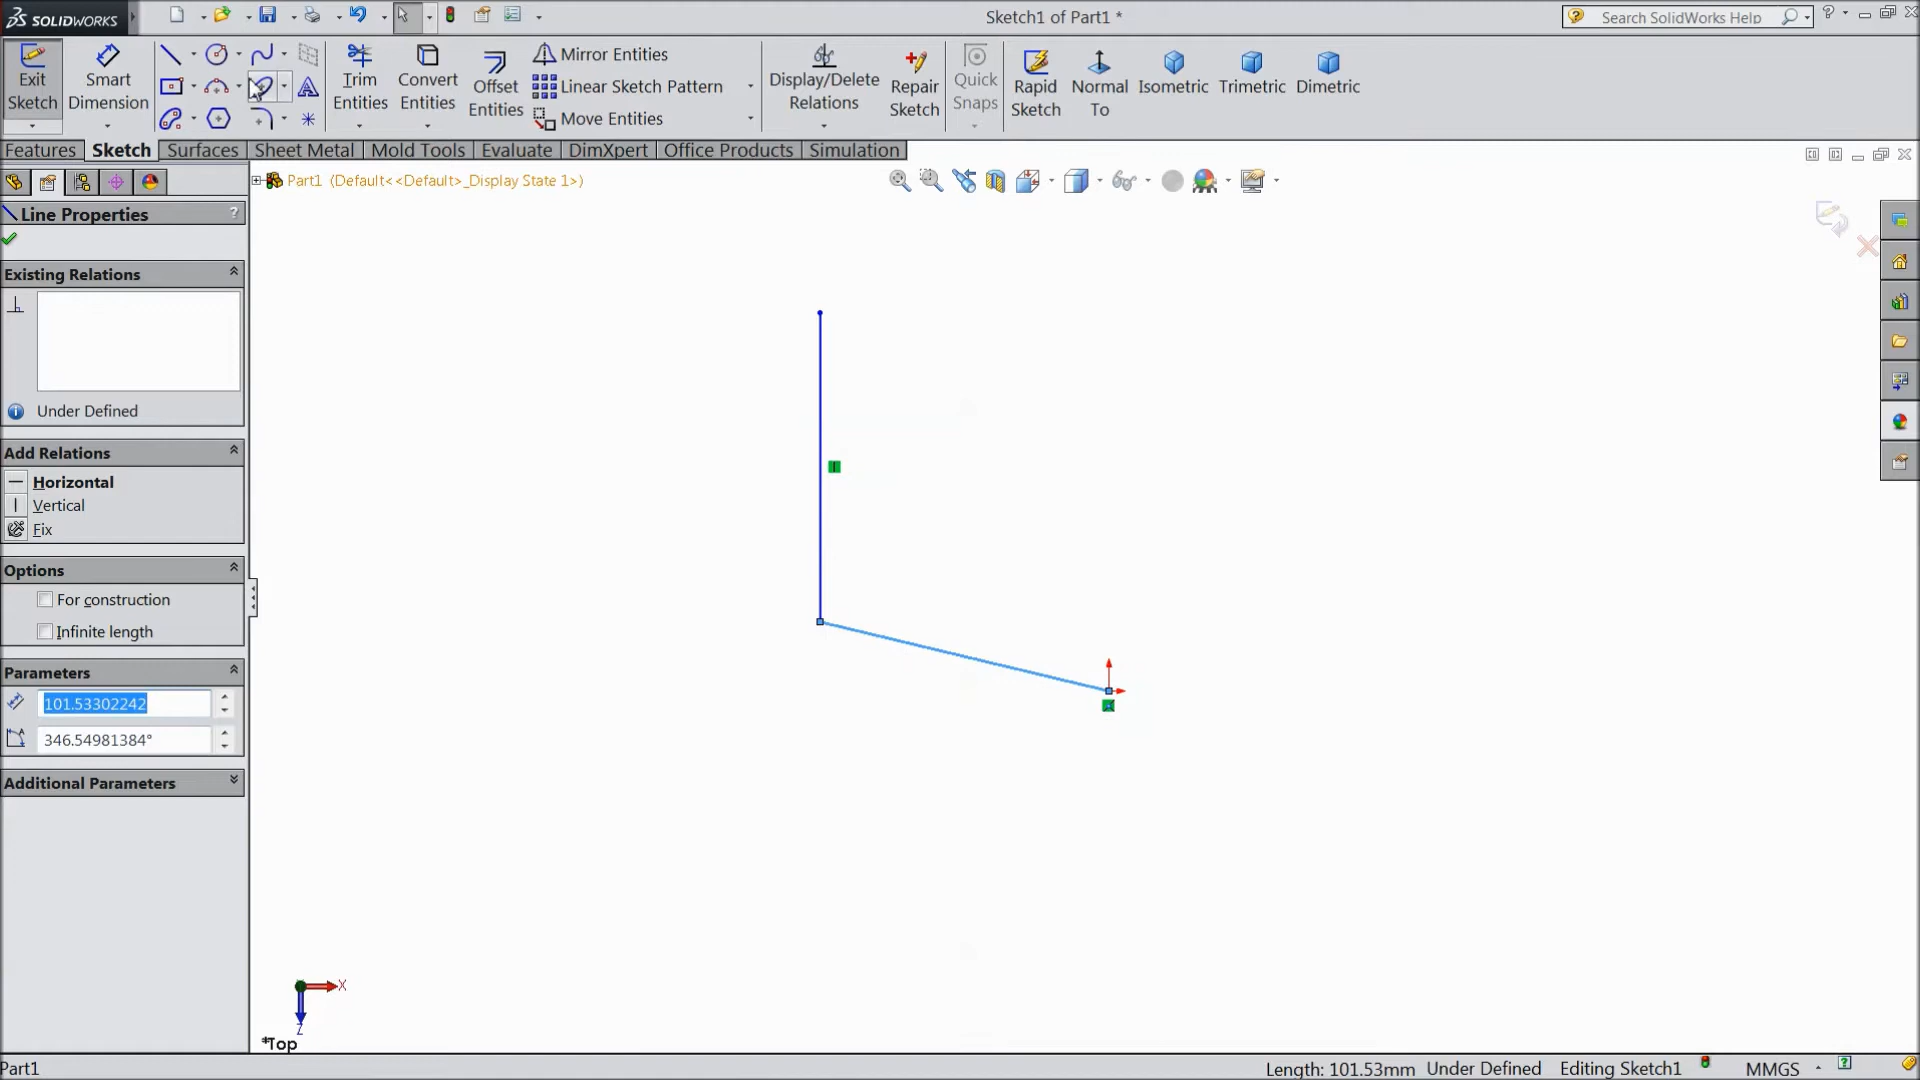 SOLIDWORKS
Sketch1 of Part1 *
Search SolidWorks Help
Exit Sketch
Smart Dimension
Trim Entities
Convert Entities
Offset Entities
Mirror Entities
Linear Sketch Pattern
Move Entities
Display/Delete Relations
Repair Sketch
Quick Snaps
Rapid Sketch
Normal To
Isometric
Trimetric
Dimetric
Features
Sketch
Surfaces
Sheet Metal
Mold Tools
Evaluate
DimXpert
Office Products
Simulation
Part1 (Default<<Default>_Display State 1>)
Line Properties
?
Existing Relations
Under Defined
Add Relations
Horizontal
Vertical
Fix
Options
For construction
Infinite length
Parameters
101.53302242
346.54981384°
Additional Parameters
X
Z
*Top
Part1
Length: 101.53mm
Under Defined
Editing Sketch1
MMGS